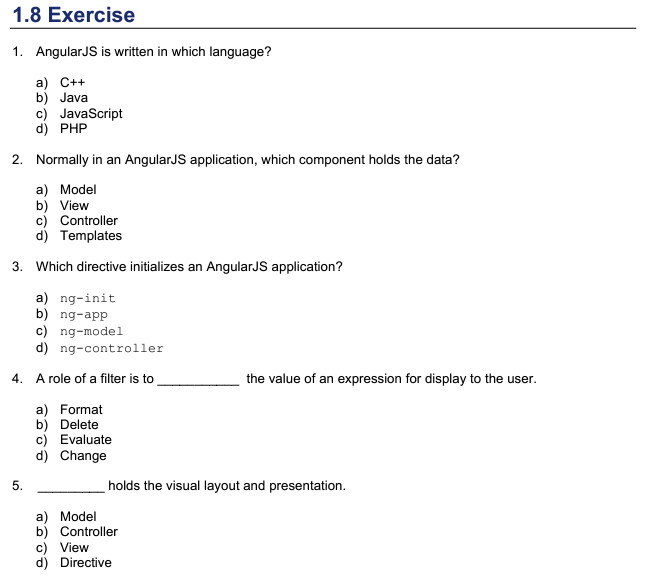 1.8 Exercise
1. AngularJS is written in which language?
a) C++
b) Java
c) JavaScript
d) PHP
2. Normally in an AngularJS application, which component holds the data?
a) Model
b) View
c) Controller
d) Templates
3. Which directive initializes an AngularJS application?
a) ng-init
b) ng-app
c) ng-model
d) ng-controller
4. A role of a filter is to ___________ the value of an expression for display to the user.
a) Format
b) Delete
c) Evaluate
d) Change
5. _________ holds the visual layout and presentation.
a) Model
b) Controller
c) View
d) Directive